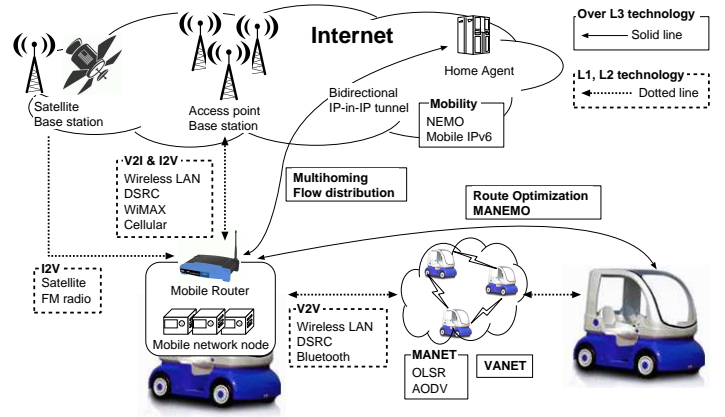 Internet
Over L3 technology
Solid line
L1, L2 technology
Dotted line
Home Agent
Satellite
Base station
Access point
Base station
Bidirectional
IP-in-IP tunnel
Mobility
NEMO
Mobile IPv6
V2I & I2V
Wireless LAN
DSRC
WiMAX
Cellular
Multihoming
Flow distribution
Route Optimization
MANEMO
I2V
Satellite
FM radio
Mobile Router
Mobile network node
V2V
Wireless LAN
DSRC
Bluetooth
MANET
OLSR
AODV
VANET